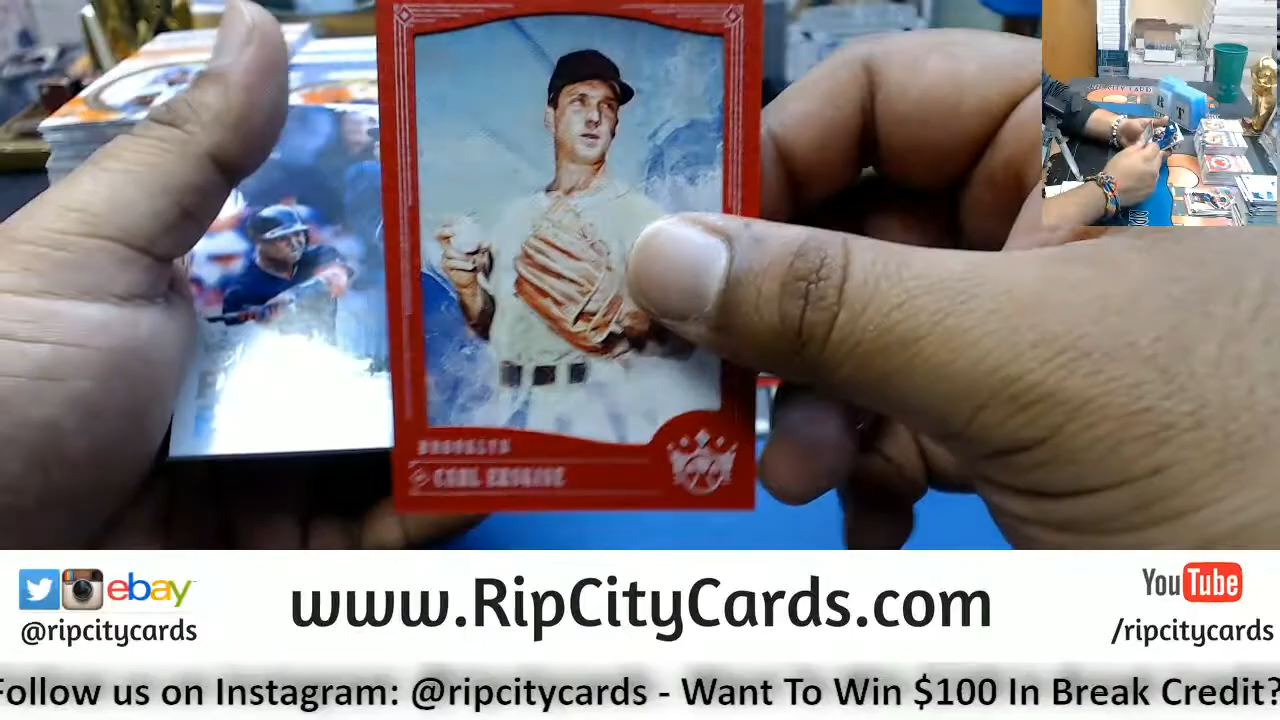 BROOKLYN
CARL ERSKINE
DK
ebay
@ripcitycards
www.RipCityCards.com
YouTube
/ripcitycards
Follow us on Instagram: @ripcitycards - Want To Win $100 In Break Credit?